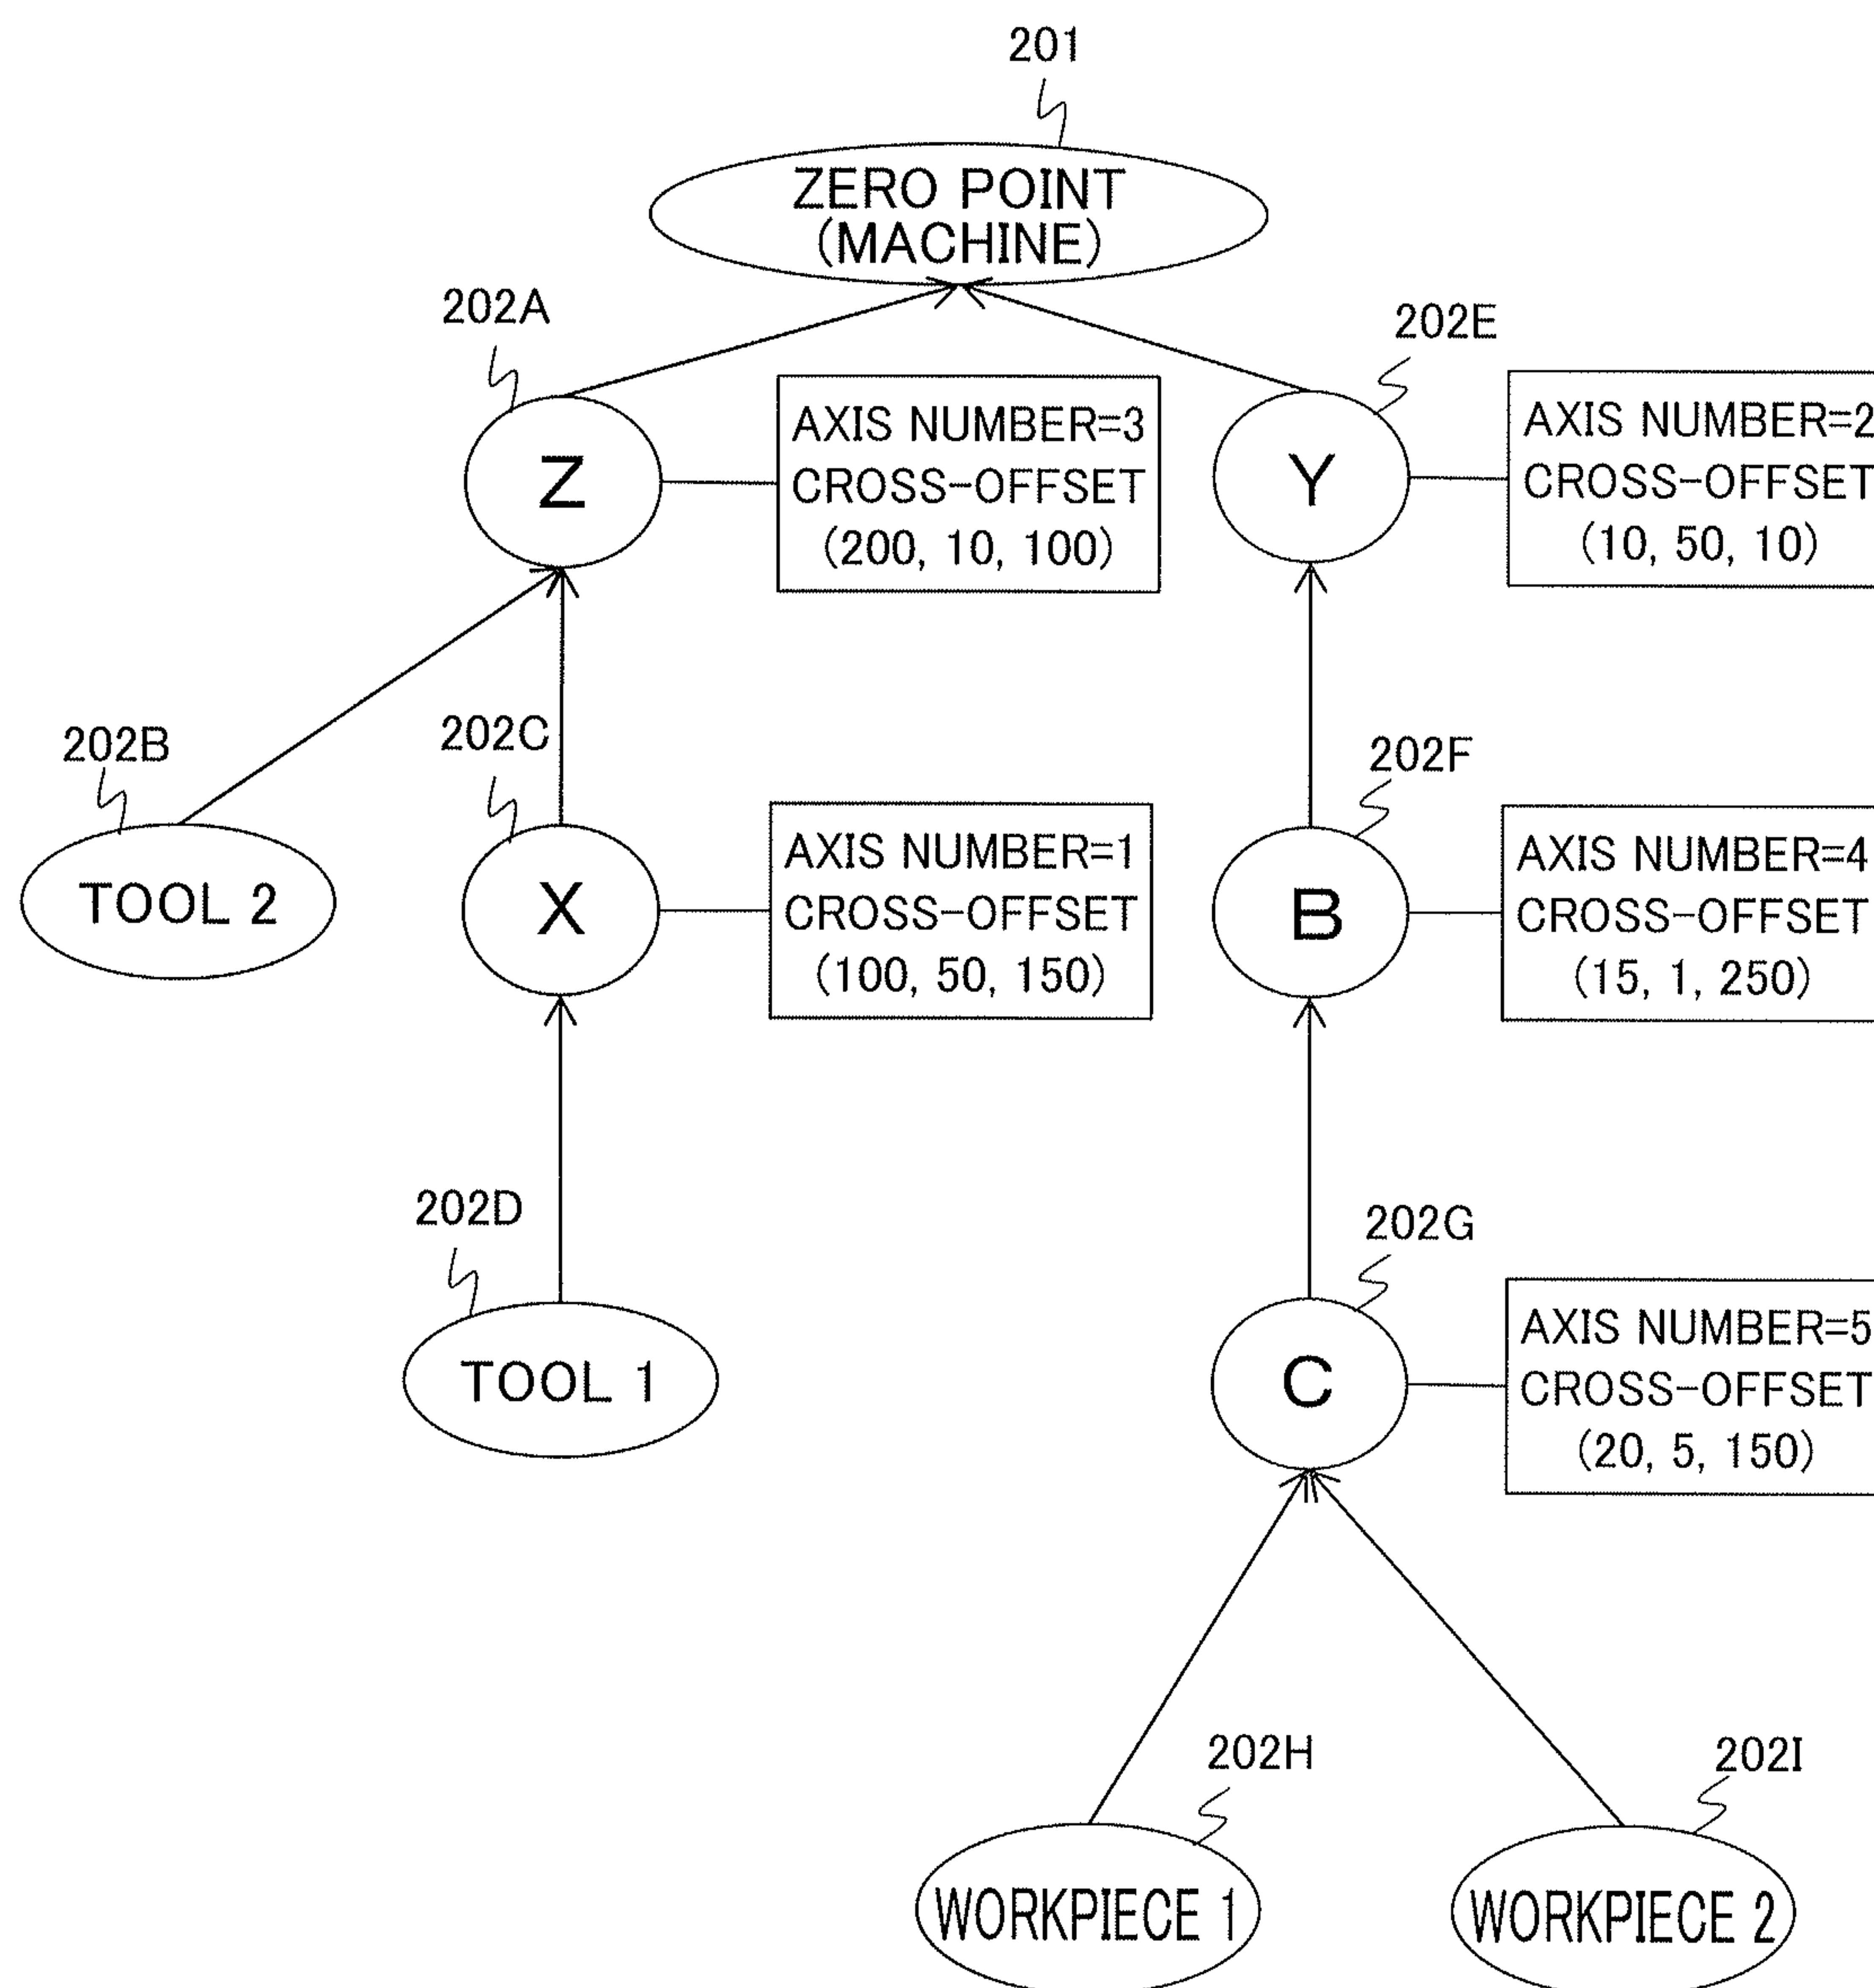 201
ZERO POINT
(MACHINE)
202A
202E
Z
AXIS NUMBER=3
CROSS-OFFSET
(200, 10, 100)
Y
AXIS NUMBER=2
CROSS-OFFSET
(10, 50, 10)
202B
202C
202F
TOOL 2
X
AXIS NUMBER=1
CROSS-OFFSET
(100, 50, 150)
B
AXIS NUMBER=4
CROSS-OFFSET
(15, 1, 250)
202D
202G
TOOL 1
C
AXIS NUMBER=5
CROSS-OFFSET
(20, 5, 150)
202H
202I
WORKPIECE 1
WORKPIECE 2